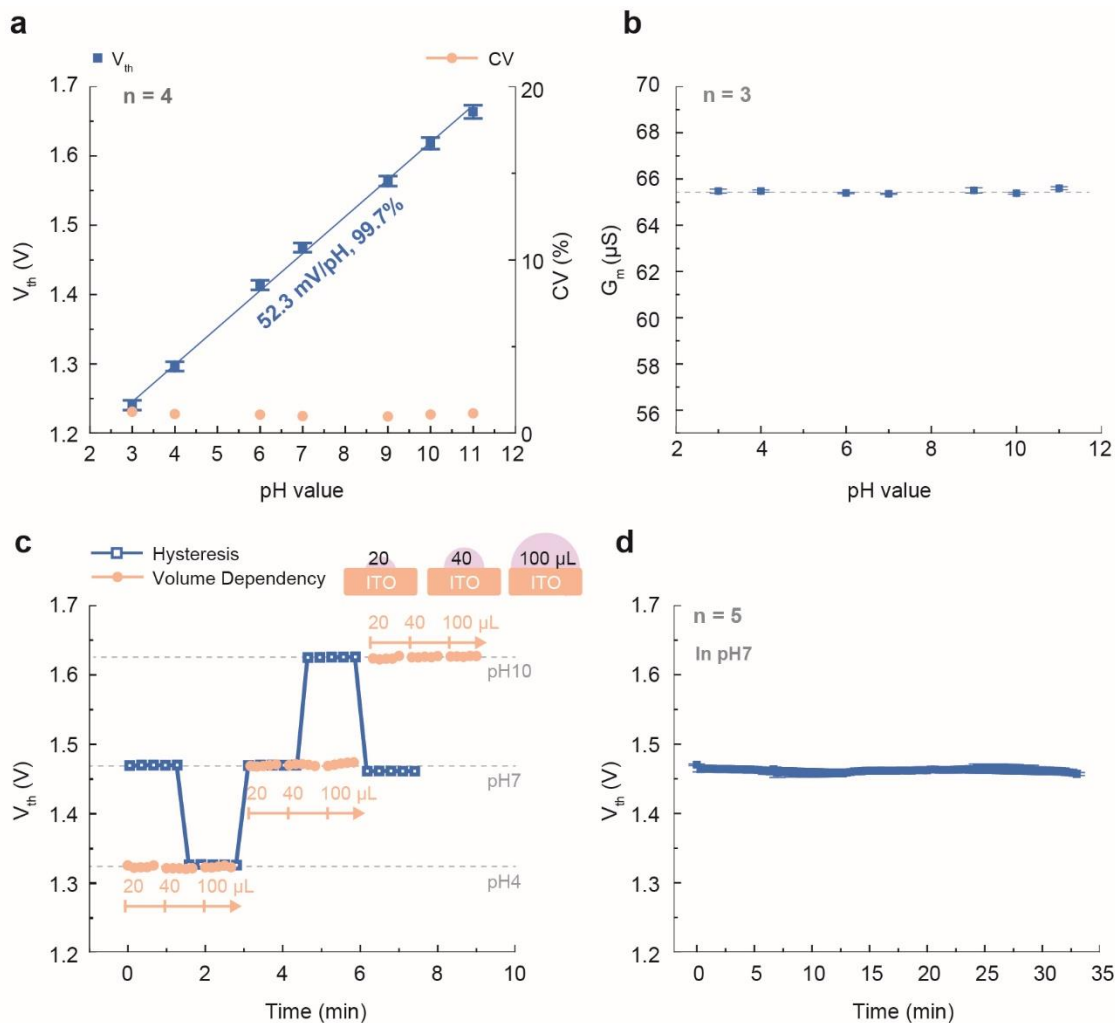 a
V_th
CV
n = 4
1.7
1.6
1.5
1.4
1.3
1.2
V_th (V)
52.3 mV/pH, 99.7%
20
10
0
CV (%)
2 3 4 5 6 7 8 9 10 11 12
pH value
b
n = 3
70
68
66
64
62
60
58
56
G_m (µS)
2 4 6 8 10 12
pH value
c
Hysteresis
Volume Dependency
20 40 100 µL
ITO ITO ITO
1.7
1.6
1.5
1.4
1.3
1.2
V_th (V)
20 40 100 µL
pH10
pH7
20 40 100 µL
pH4
20 40 100 µL
0 2 4 6 8 10
Time (min)
d
n = 5
In pH7
1.7
1.6
1.5
1.4
1.3
1.2
V_th (V)
0 5 10 15 20 25 30 35
Time (min)